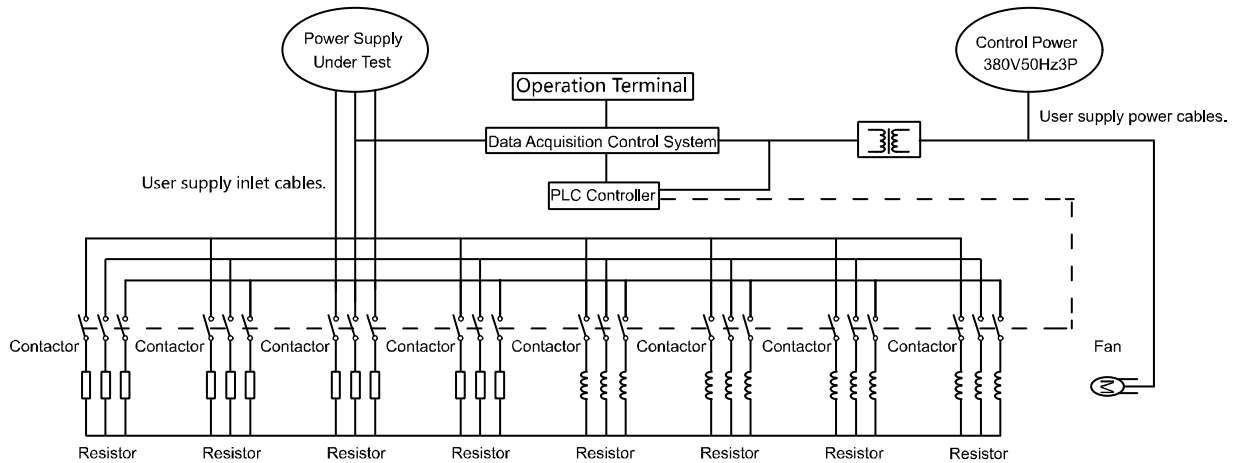 Power Supply
Under Test
Control Power
380V50Hz3P
Operation Terminal
User supply power cables.
Data Acquisition Control System
User supply inlet cables.
PLC Controller
Contactor
Contactor
Contactor
Contactor
Contactor
Contactor
Contactor
Contactor
Fan
M
Resistor
Resistor
Resistor
Resistor
Resistor
Resistor
Resistor
Resistor